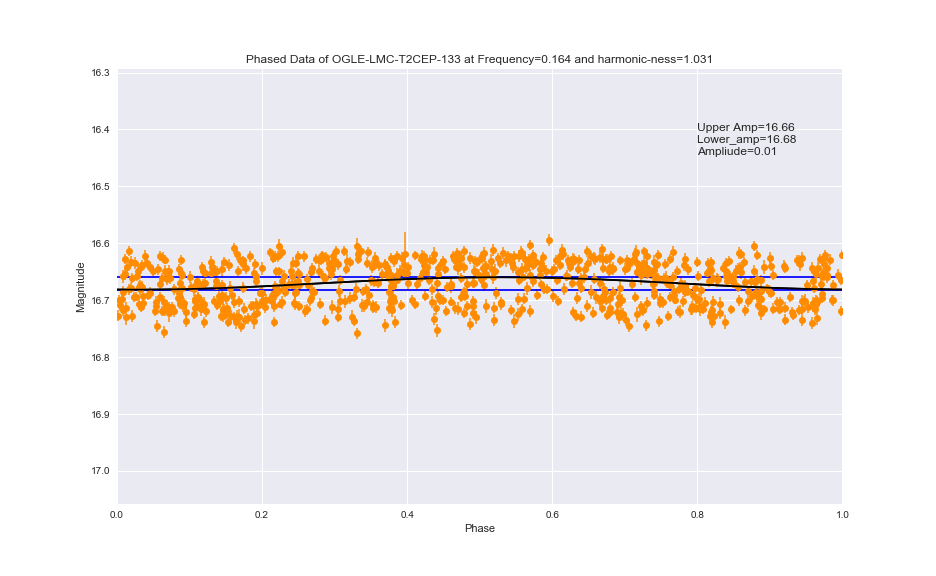 Phased Data of OGLE-LMC-T2CEP-133 at Frequency=0.164 and harmonic-ness=1.031
16.3
16.4
16.5
16.6
16.7
16.8
16.9
17.0
Magnitude
Upper Amp=16.66
Lower_amp=16.68
Ampliude=0.01
0.0 0.2 0.4 0.6 0.8 1.0
Phase